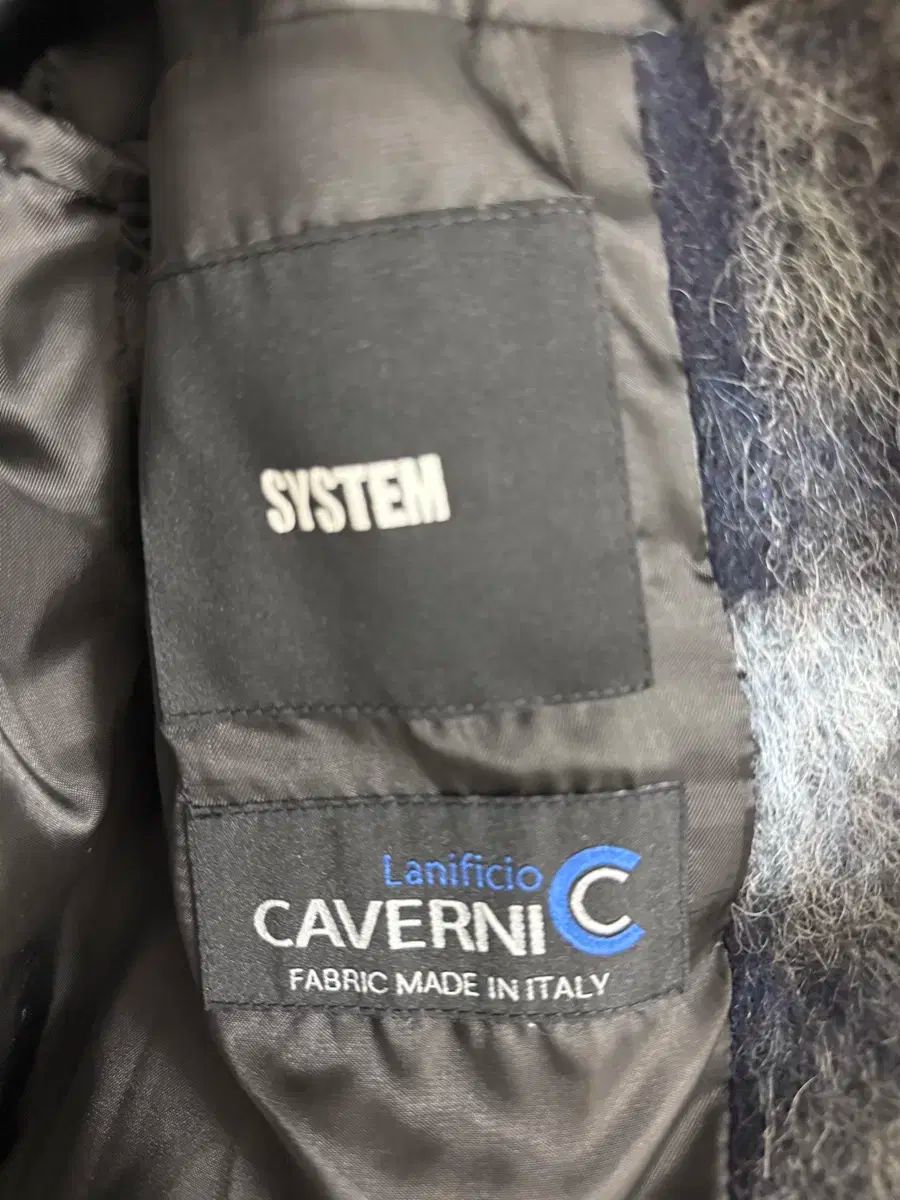 SYSTEM
Lanificio
CAVERNI C
FABRIC MADE IN ITALY